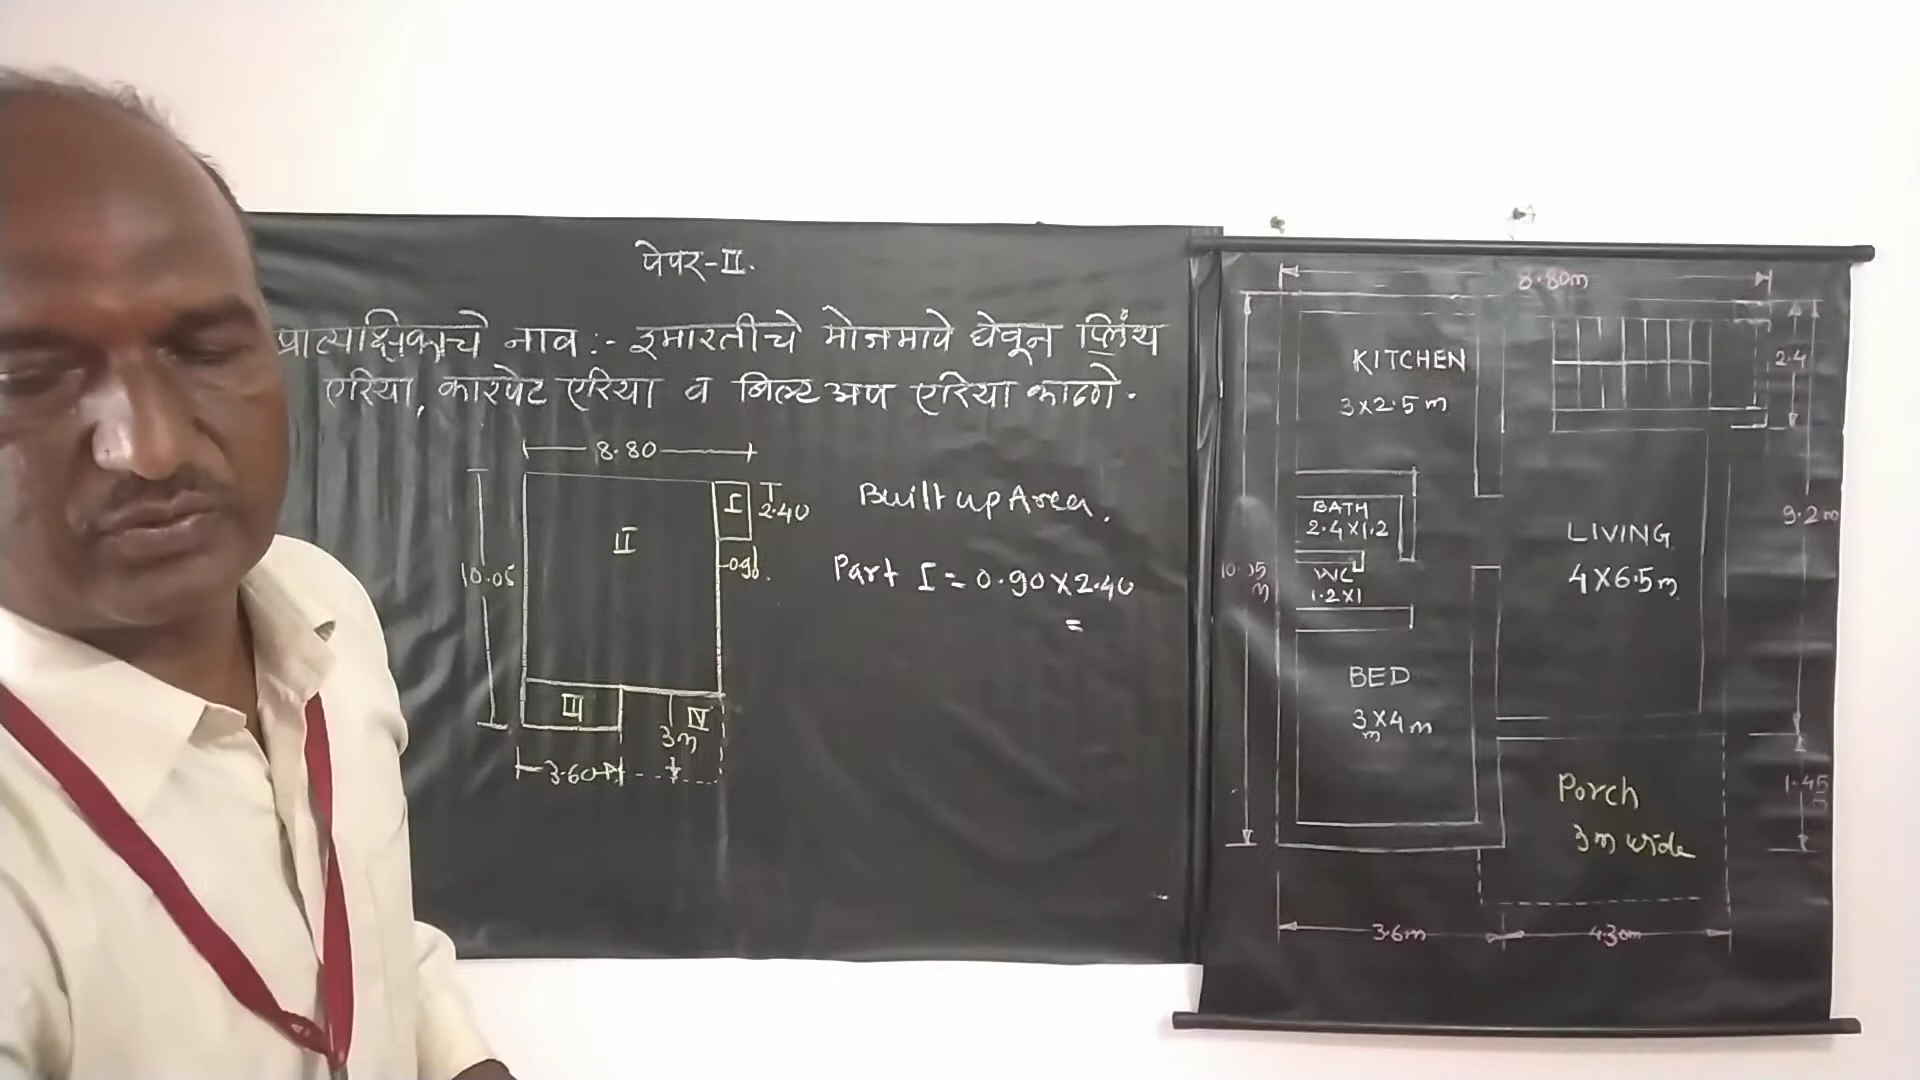 पेपर-II.
प्रात्यक्षिकाचे नाव:- इमारतीचे मोजमापे घेवून प्लिंथ
एरिया, कारपेट एरिया व बिल्ट अप एरिया काढणे.
8.80
I
2.40
II
0.90
10.05
III
IV
3m
3.60
Built up Area.
Part I = 0.90 x 2.40
=
8.80m
KITCHEN
3x2.5 m
2.4
BATH
2.4x1.2
WC
1.2x1
LIVING
4x6.5m
9.2m
10.05
m
BED
3x4 m
m
Porch
3m wide
1.45
m
3.6m
4.30m